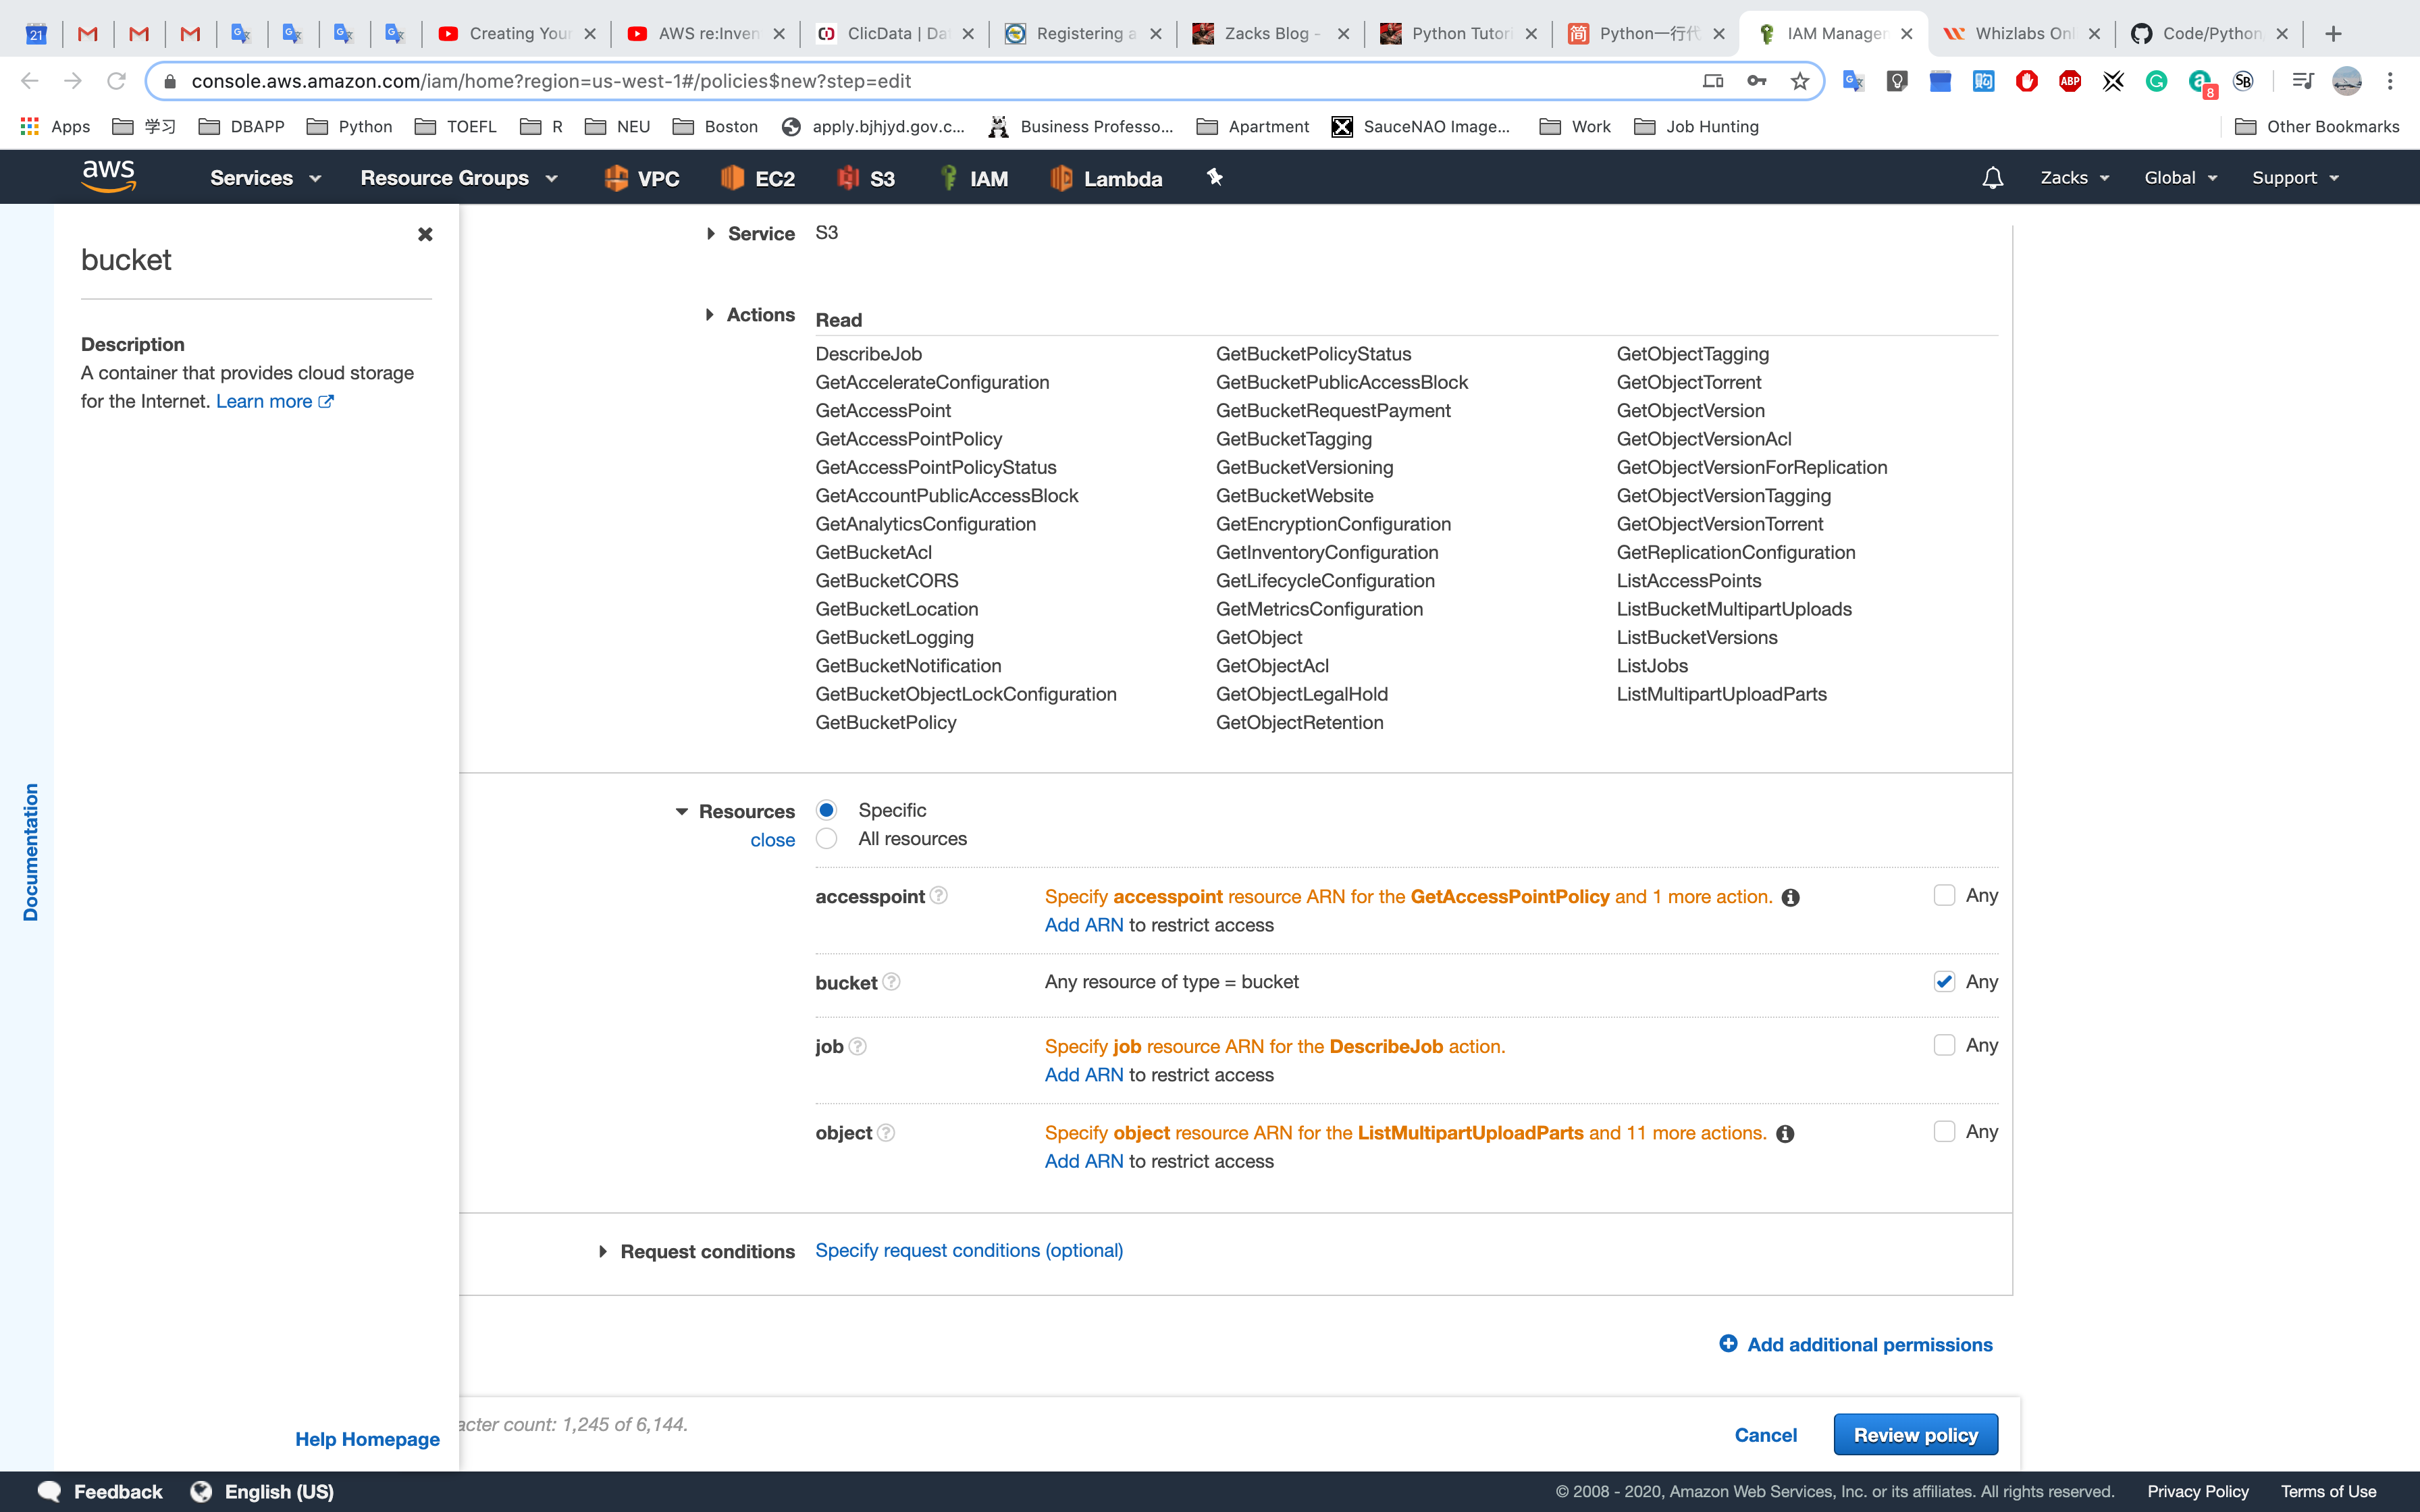 21 Creating Your AWS re:Inven ClicData | Da Registering a Zacks Blog - Python Tutori Python一行代 IAM Manager Whizlabs Onl Code/Python
console.aws.amazon.com/iam/home?region=us-west-1#/policies$new?step=edit
ABP 8 SB
Apps 学习 DBAPP Python TOEFL R NEU Boston apply.bjhjyd.gov.c... Business Professo... Apartment SauceNAO Image... Work Job Hunting Other Bookmarks
aws Services Resource Groups VPC EC2 S3 IAM Lambda Zacks Global Support
bucket
Description
A container that provides cloud storage
for the Internet. Learn more
Documentation
Help Homepage
Service S3
Actions Read
DescribeJob GetBucketPolicyStatus GetObjectTagging
GetAccelerateConfiguration GetBucketPublicAccessBlock GetObjectTorrent
GetAccessPoint GetBucketRequestPayment GetObjectVersion
GetAccessPointPolicy GetBucketTagging GetObjectVersionAcl
GetAccessPointPolicyStatus GetBucketVersioning GetObjectVersionForReplication
GetAccountPublicAccessBlock GetBucketWebsite GetObjectVersionTagging
GetAnalyticsConfiguration GetEncryptionConfiguration GetObjectVersionTorrent
GetBucketAcl GetInventoryConfiguration GetReplicationConfiguration
GetBucketCORS GetLifecycleConfiguration ListAccessPoints
GetBucketLocation GetMetricsConfiguration ListBucketMultipartUploads
GetBucketLogging GetObject ListBucketVersions
GetBucketNotification GetObjectAcl ListJobs
GetBucketObjectLockConfiguration GetObjectLegalHold ListMultipartUploadParts
GetBucketPolicy GetObjectRetention
Resources Specific
close All resources
accesspoint Specify accesspoint resource ARN for the GetAccessPointPolicy and 1 more action. Any
Add ARN to restrict access
bucket Any resource of type = bucket Any
job Specify job resource ARN for the DescribeJob action. Any
Add ARN to restrict access
object Specify object resource ARN for the ListMultipartUploadParts and 11 more actions. Any
Add ARN to restrict access
Request conditions Specify request conditions (optional)
Add additional permissions
acter count: 1,245 of 6,144.
Cancel Review policy
Feedback English (US) © 2008 - 2020, Amazon Web Services, Inc. or its affiliates. All rights reserved. Privacy Policy Terms of Use